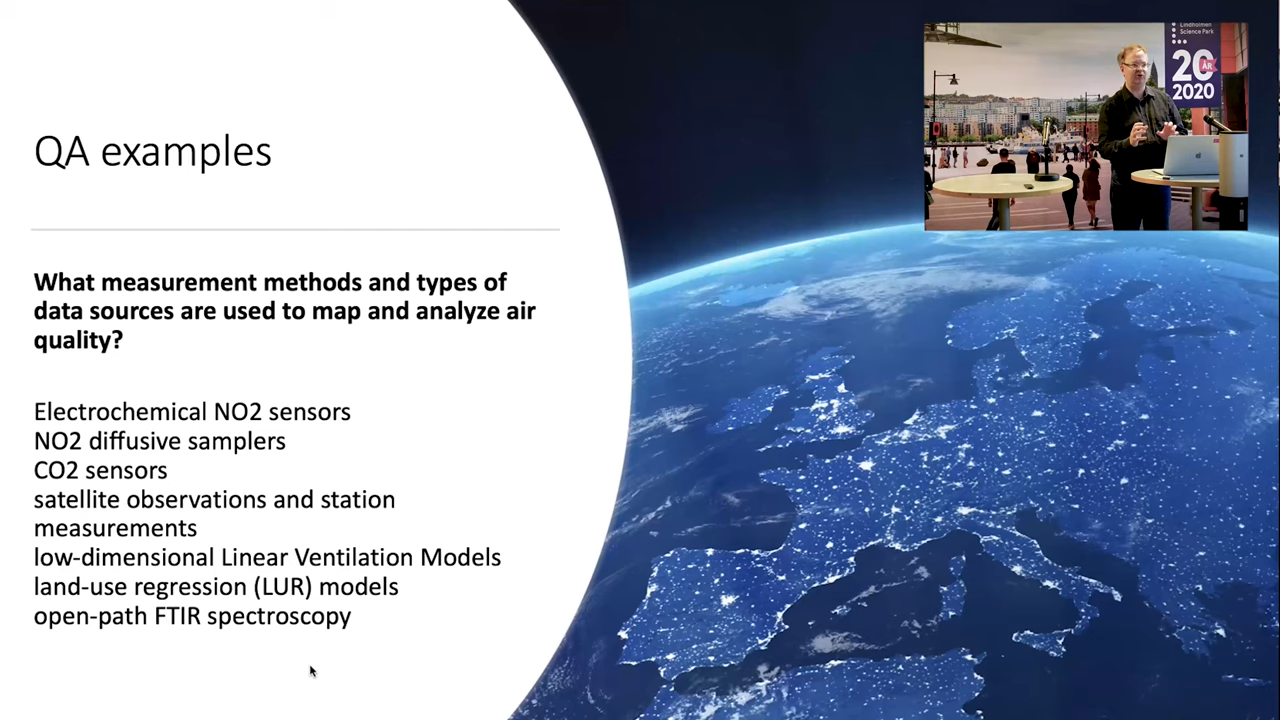 QA examples
What measurement methods and types of
data sources are used to map and analyze air
quality?
Electrochemical NO2 sensors
NO2 diffusive samplers
CO2 sensors
satellite observations and station
measurements
low-dimensional Linear Ventilation Models
land-use regression (LUR) models
open-path FTIR spectroscopy
Lindholmen
Science Park
20
ÅR
2020